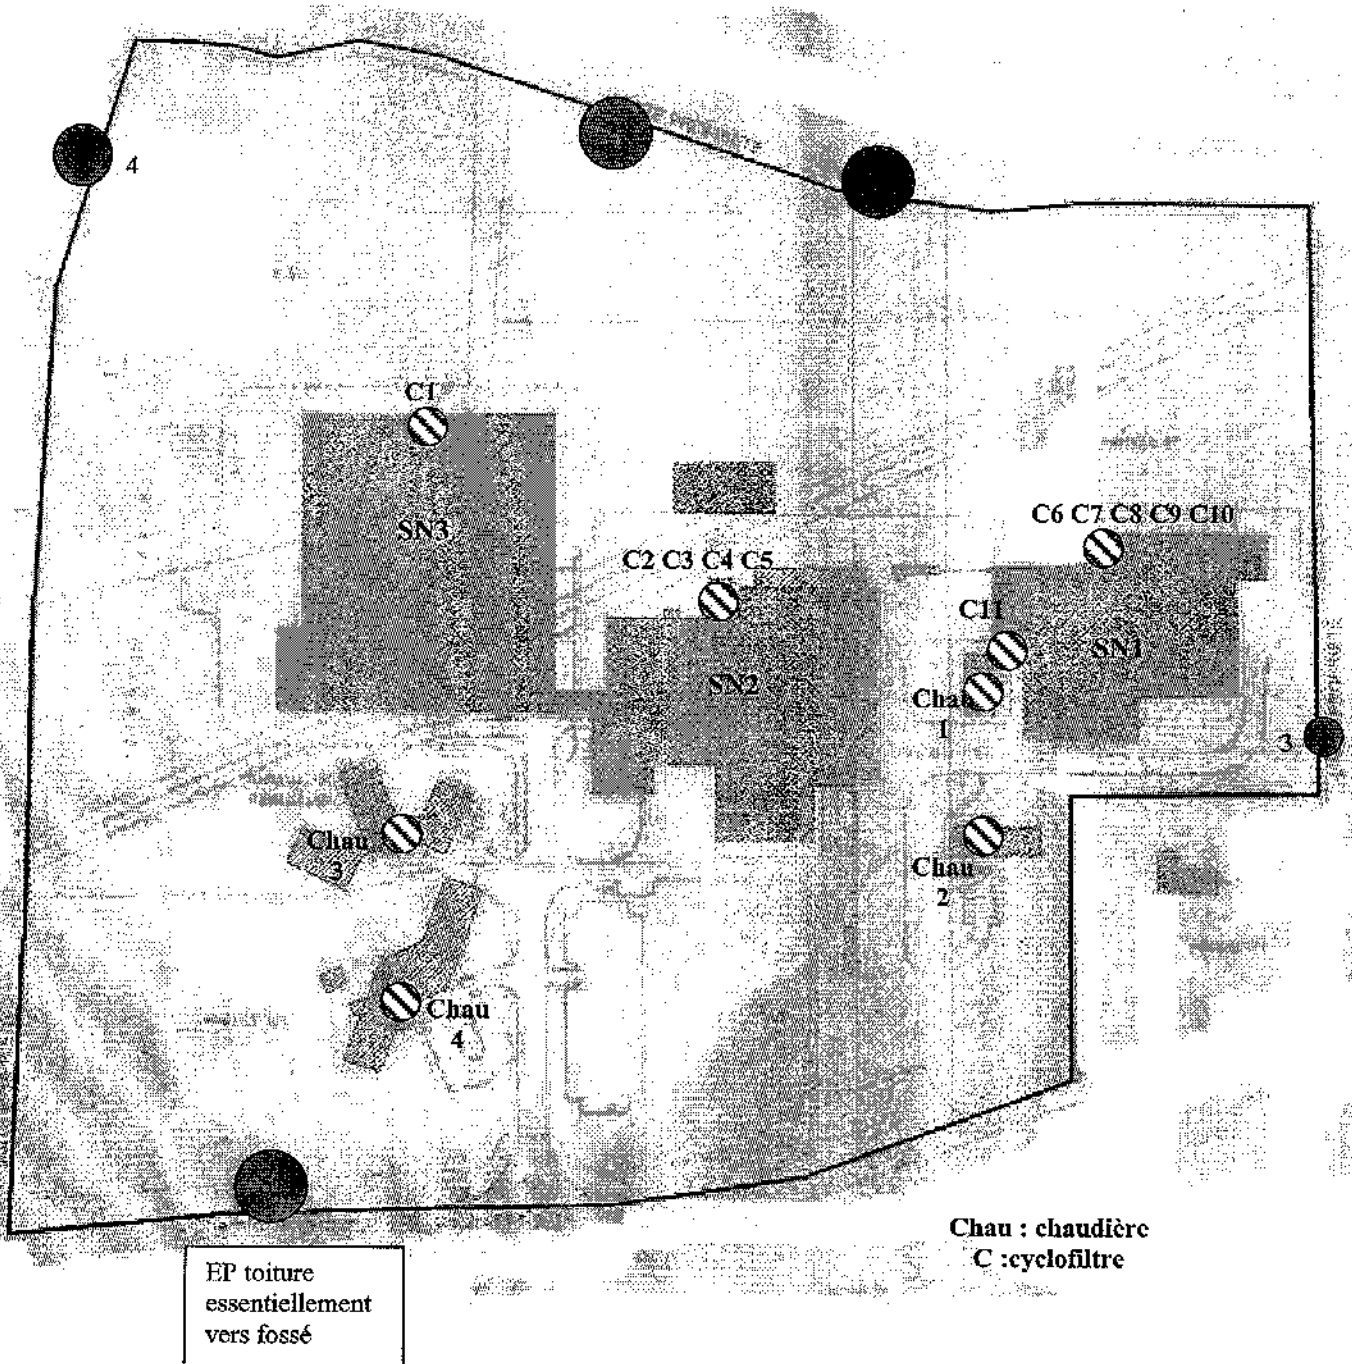 4
C1
SN3
C6 C7 C8 C9 C10
C2 C3 C4 C5
C11
SN1
SN2
Chau
1
3
Chau
3
Chau
2
Chau
4
Chau : chaudière
C :cyclofiltre
EP toiture
essentiellement
vers fossé